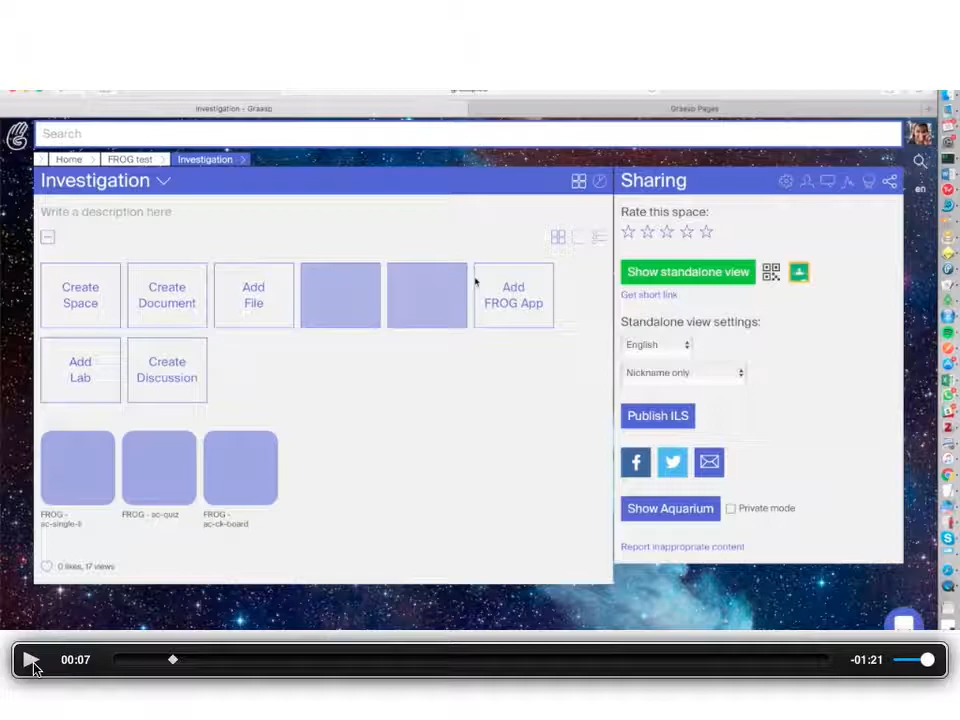 Investigation - Graasp
Graasp Pages
Search
Home
FROG test
Investigation
en
Investigation
Sharing
Write a description here
Rate this space:
Create
Space
Create
Document
Add
File
Add
FROG App
Show standalone view
Get short link
Standalone view settings:
English
Nickname only
Add
Lab
Create
Discussion
Publish ILS
FROG -
FROG - ac-quiz
FROG -
ac-ck-board
Show Aquarium
Private mode
Report inappropriate content
0 likes, 17 views
00:07
-01:21